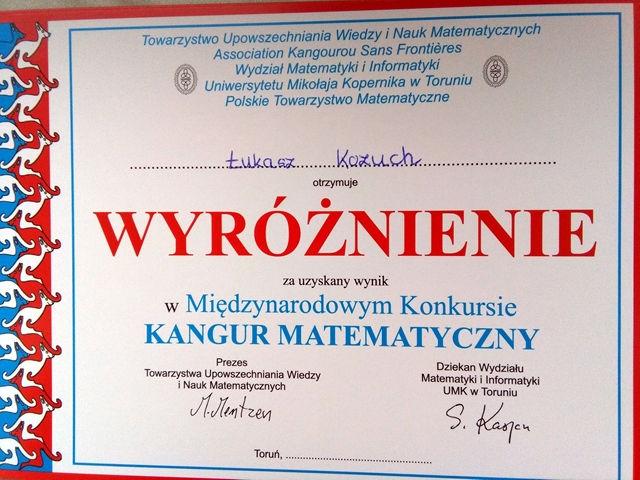 Towarzystwo Upowszechniania Wiedzy i Nauk Matematycznych
Association Kangourou Sans Frontières
Wydział Matematyki i Informatyki
Uniwersytetu Mikołaja Kopernika w Toruniu
Polskie Towarzystwo Matematyczne
Łukasz Kozuch
otrzymuje
WYRÓŻNIENIE
za uzyskany wynik
w Międzynarodowym Konkursie
KANGUR MATEMATYCZNY
Prezes
Towarzystwa Upowszechniania Wiedzy
i Nauk Matematycznych
M. Mentzen
Dziekan Wydziału
Matematyki i Informatyki
UMK w Toruniu
S. Kasjan
Toruń, ....................................................